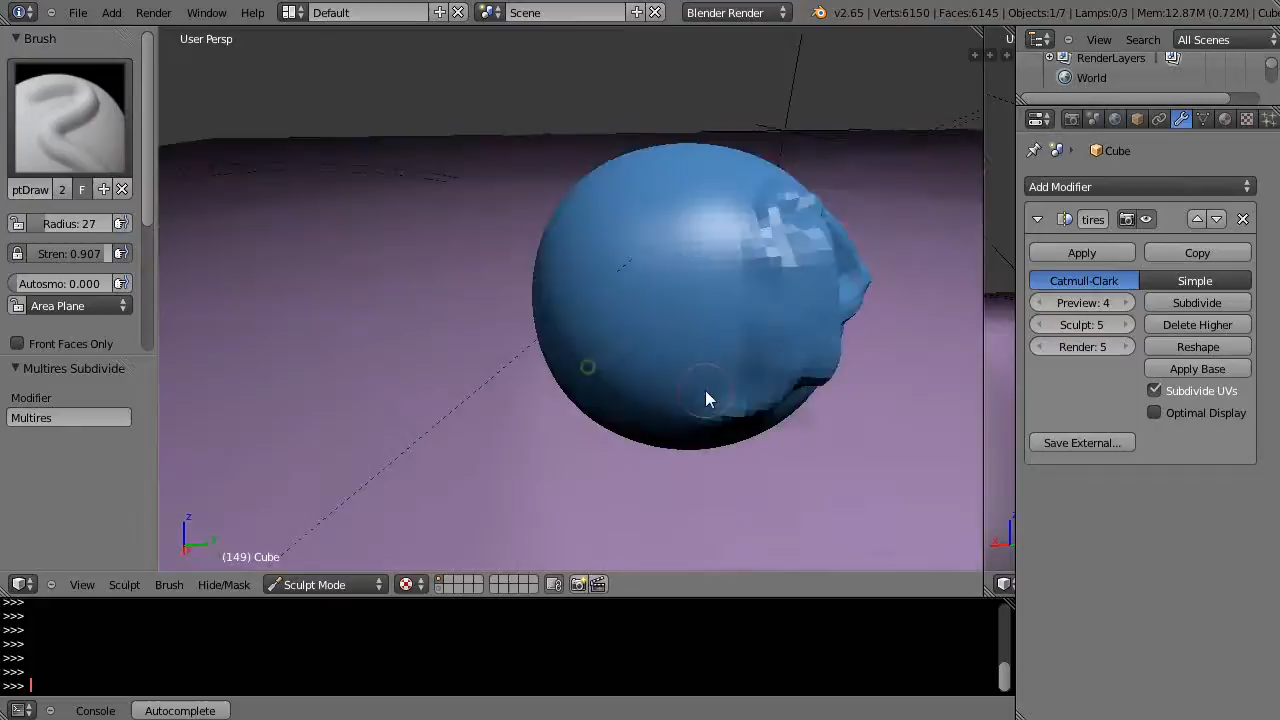 File Add Render Window Help Default Scene Blender Render v2.65 | Verts:6150 | Faces:6145 | Objects:1/7 | Lamps:0/3 | Mem:12.87M (0.72M) | Cub
Brush
ptDraw 2 F
Radius: 27
Stren: 0.907
Autosmo: 0.000
Area Plane
Front Faces Only
Multires Subdivide
Modifier
Multires
User Persp
U
z
y
(149) Cube
z
x
View Sculpt Brush Hide/Mask Sculpt Mode
View Search All Scenes
RenderLayers |
World
Cube
Add Modifier
tires
Apply Copy
Catmull-Clark Simple
Preview: 4 Subdivide
Sculpt: 5 Delete Higher
Render: 5 Reshape
Apply Base
Subdivide UVs
Optimal Display
Save External...
>>>
>>>
>>>
>>>
>>>
>>>
>>>
Console Autocomplete